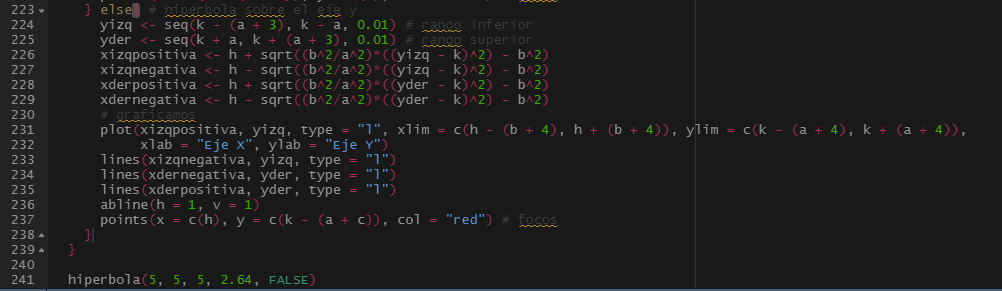 223 } else{ # hiperbola sobre el eje y
224 yizq <- seq(k - (a + 3), k - a, 0.01) # rango inferior
225 yder <- seq(k + a, k + (a + 3), 0.01) # rango superior
226 xizqpositiva <- h + sqrt((b^2/a^2)*((yizq - k)^2) - b^2)
227 xizqnegativa <- h - sqrt((b^2/a^2)*((yizq - k)^2) - b^2)
228 xderpositiva <- h + sqrt((b^2/a^2)*((yder - k)^2) - b^2)
229 xdernegativa <- h - sqrt((b^2/a^2)*((yder - k)^2) - b^2)
230 # graficamos
231 plot(xizqpositiva, yizq, type = "l", xlim = c(h - (b + 4), h + (b + 4)), ylim = c(k - (a + 4), k + (a + 4)),
232 xlab = "Eje X", ylab = "Eje Y")
233 lines(xizqnegativa, yizq, type = "l")
234 lines(xdernegativa, yder, type = "l")
235 lines(xderpositiva, yder, type = "l")
236 abline(h = 1, v = 1)
237 points(x = c(h), y = c(k - (a + c)), col = "red") # focos
238 }
239 }
240
241 hiperbola(5, 5, 5, 2.64, FALSE)